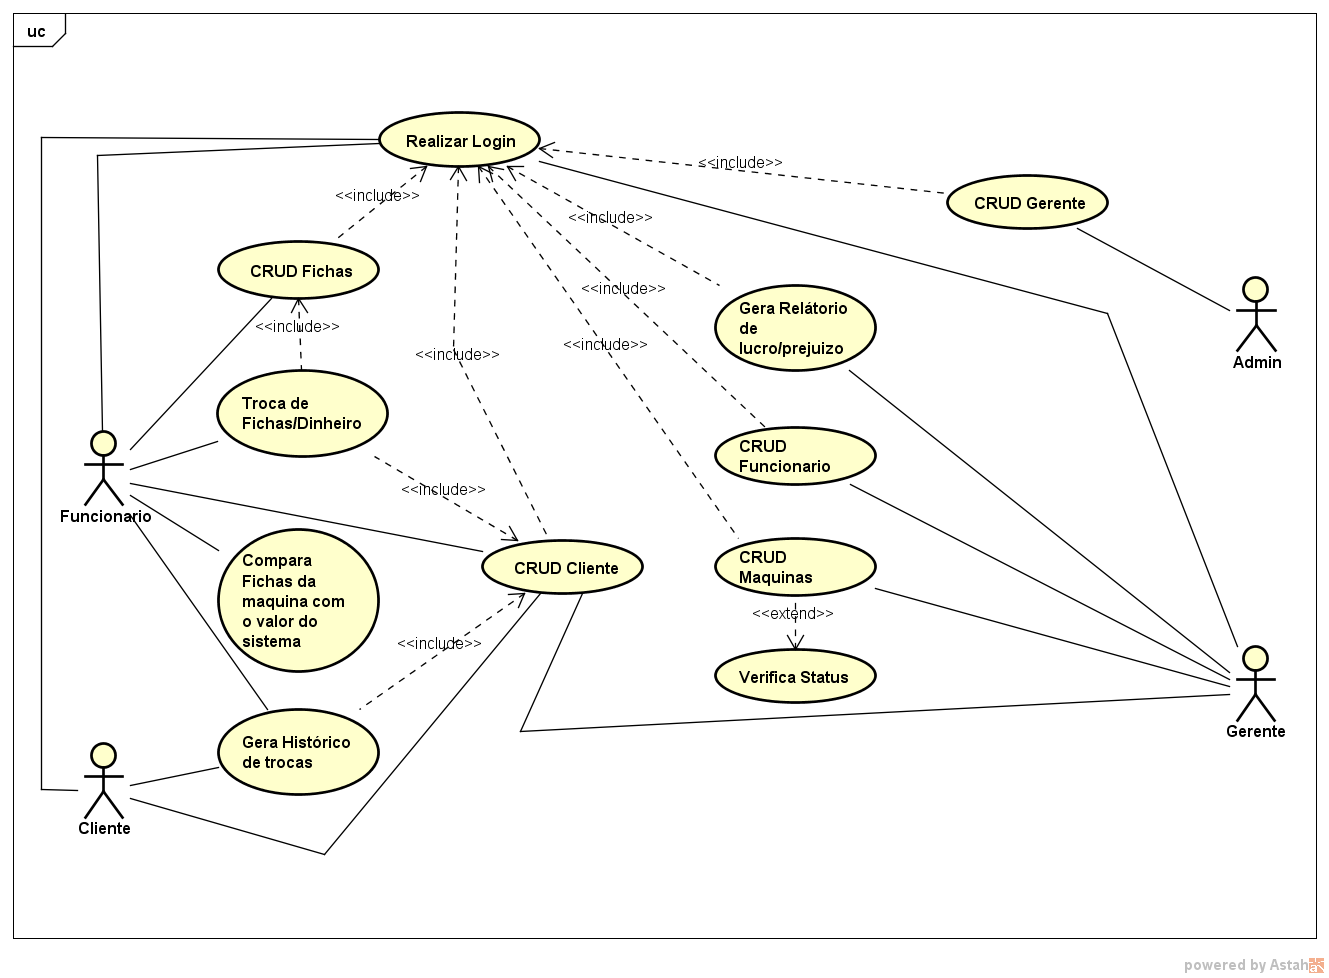 uc
Realizar Login
<<include>>
CRUD Gerente
<<include>>
<<include>>
CRUD Fichas
Admin
<<include>>
Gera Relátorio
de
lucro/prejuizo
<<include>>
<<include>>
<<include>>
Troca de
Fichas/Dinheiro
CRUD
Funcionario
<<include>>
Funcionario
CRUD Cliente
CRUD
Maquinas
Compara
Fichas da
maquina com
o valor do
sistema
<<extend>>
<<include>>
Verifica Status
Gerente
Gera Histórico
de trocas
Cliente
powered by Astah